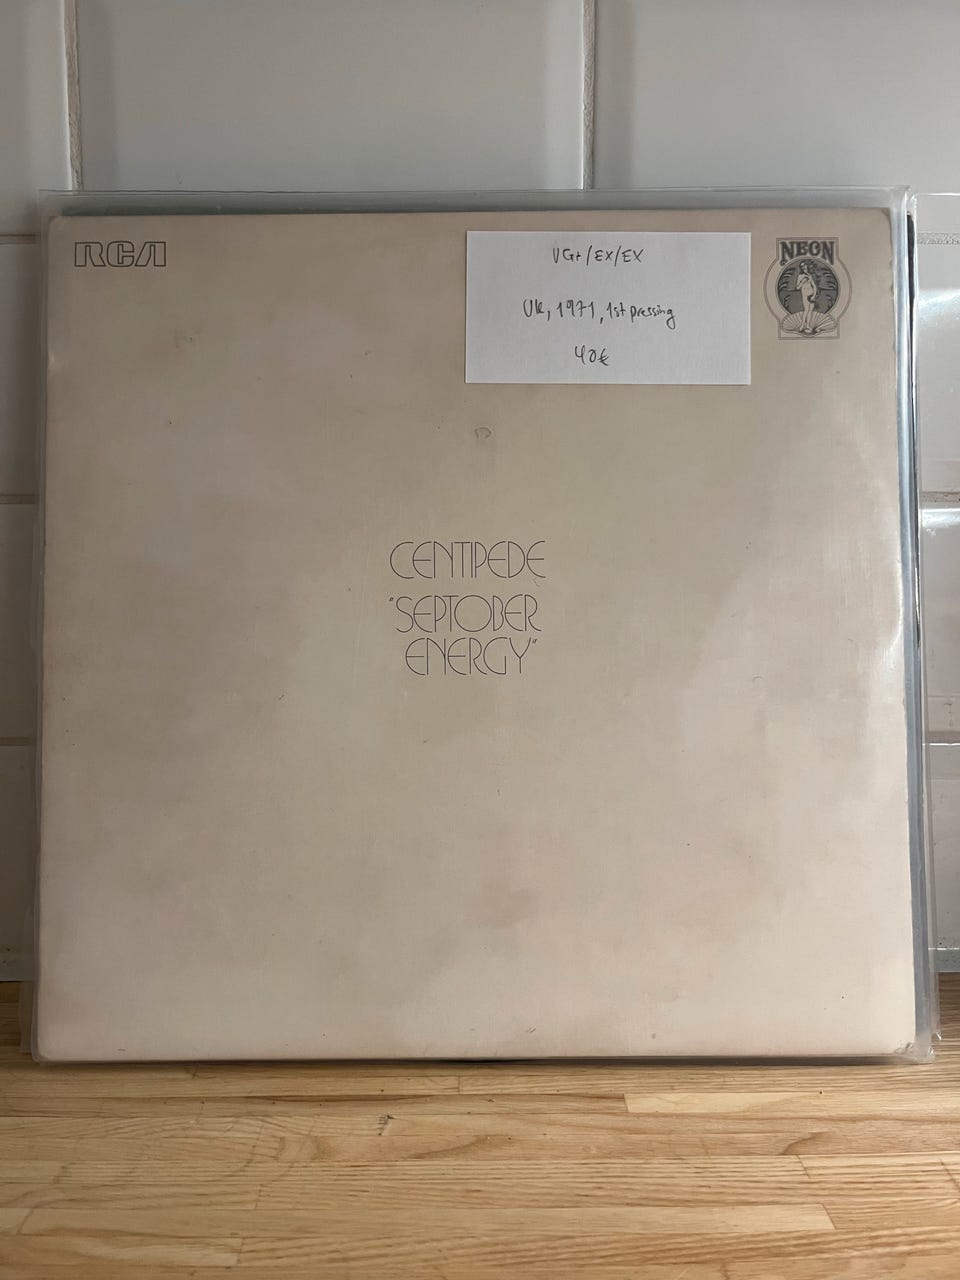 RCA
VG+/EX/EX
NEON
UK, 1971, 1st pressing
40€
CENTIPEDE
"SEPTOBER
ENERGY"